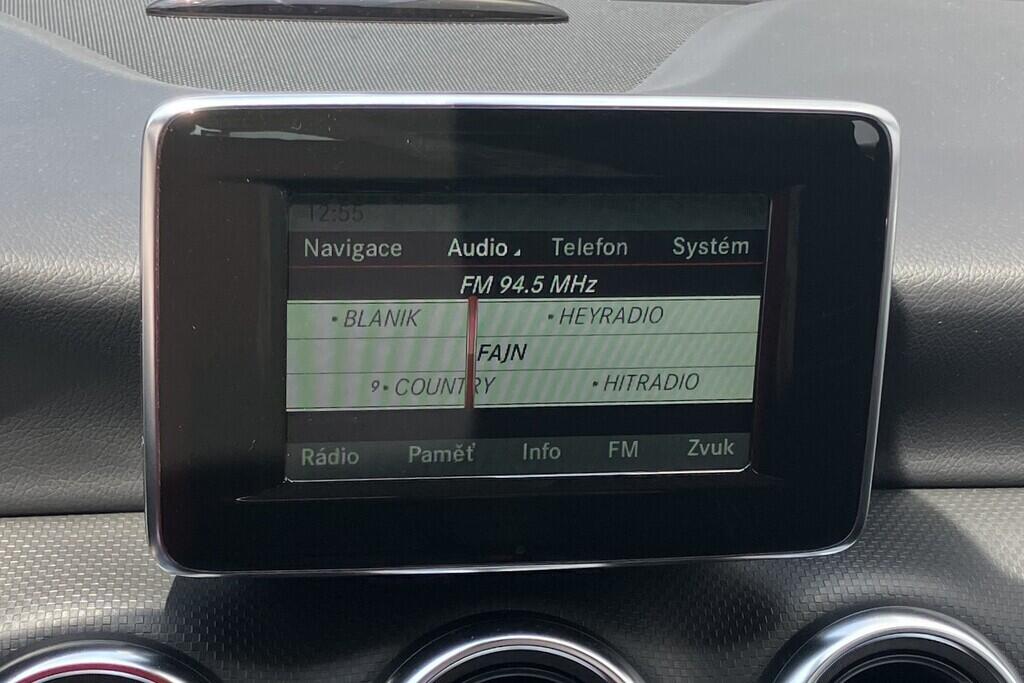 12:55
Navigace Audio Telefon Systém
FM 94.5 MHz
• BLANIK • HEYRADIO
FAJN
9 • COUNTRY • HITRADIO
Rádio Paměť Info FM Zvuk